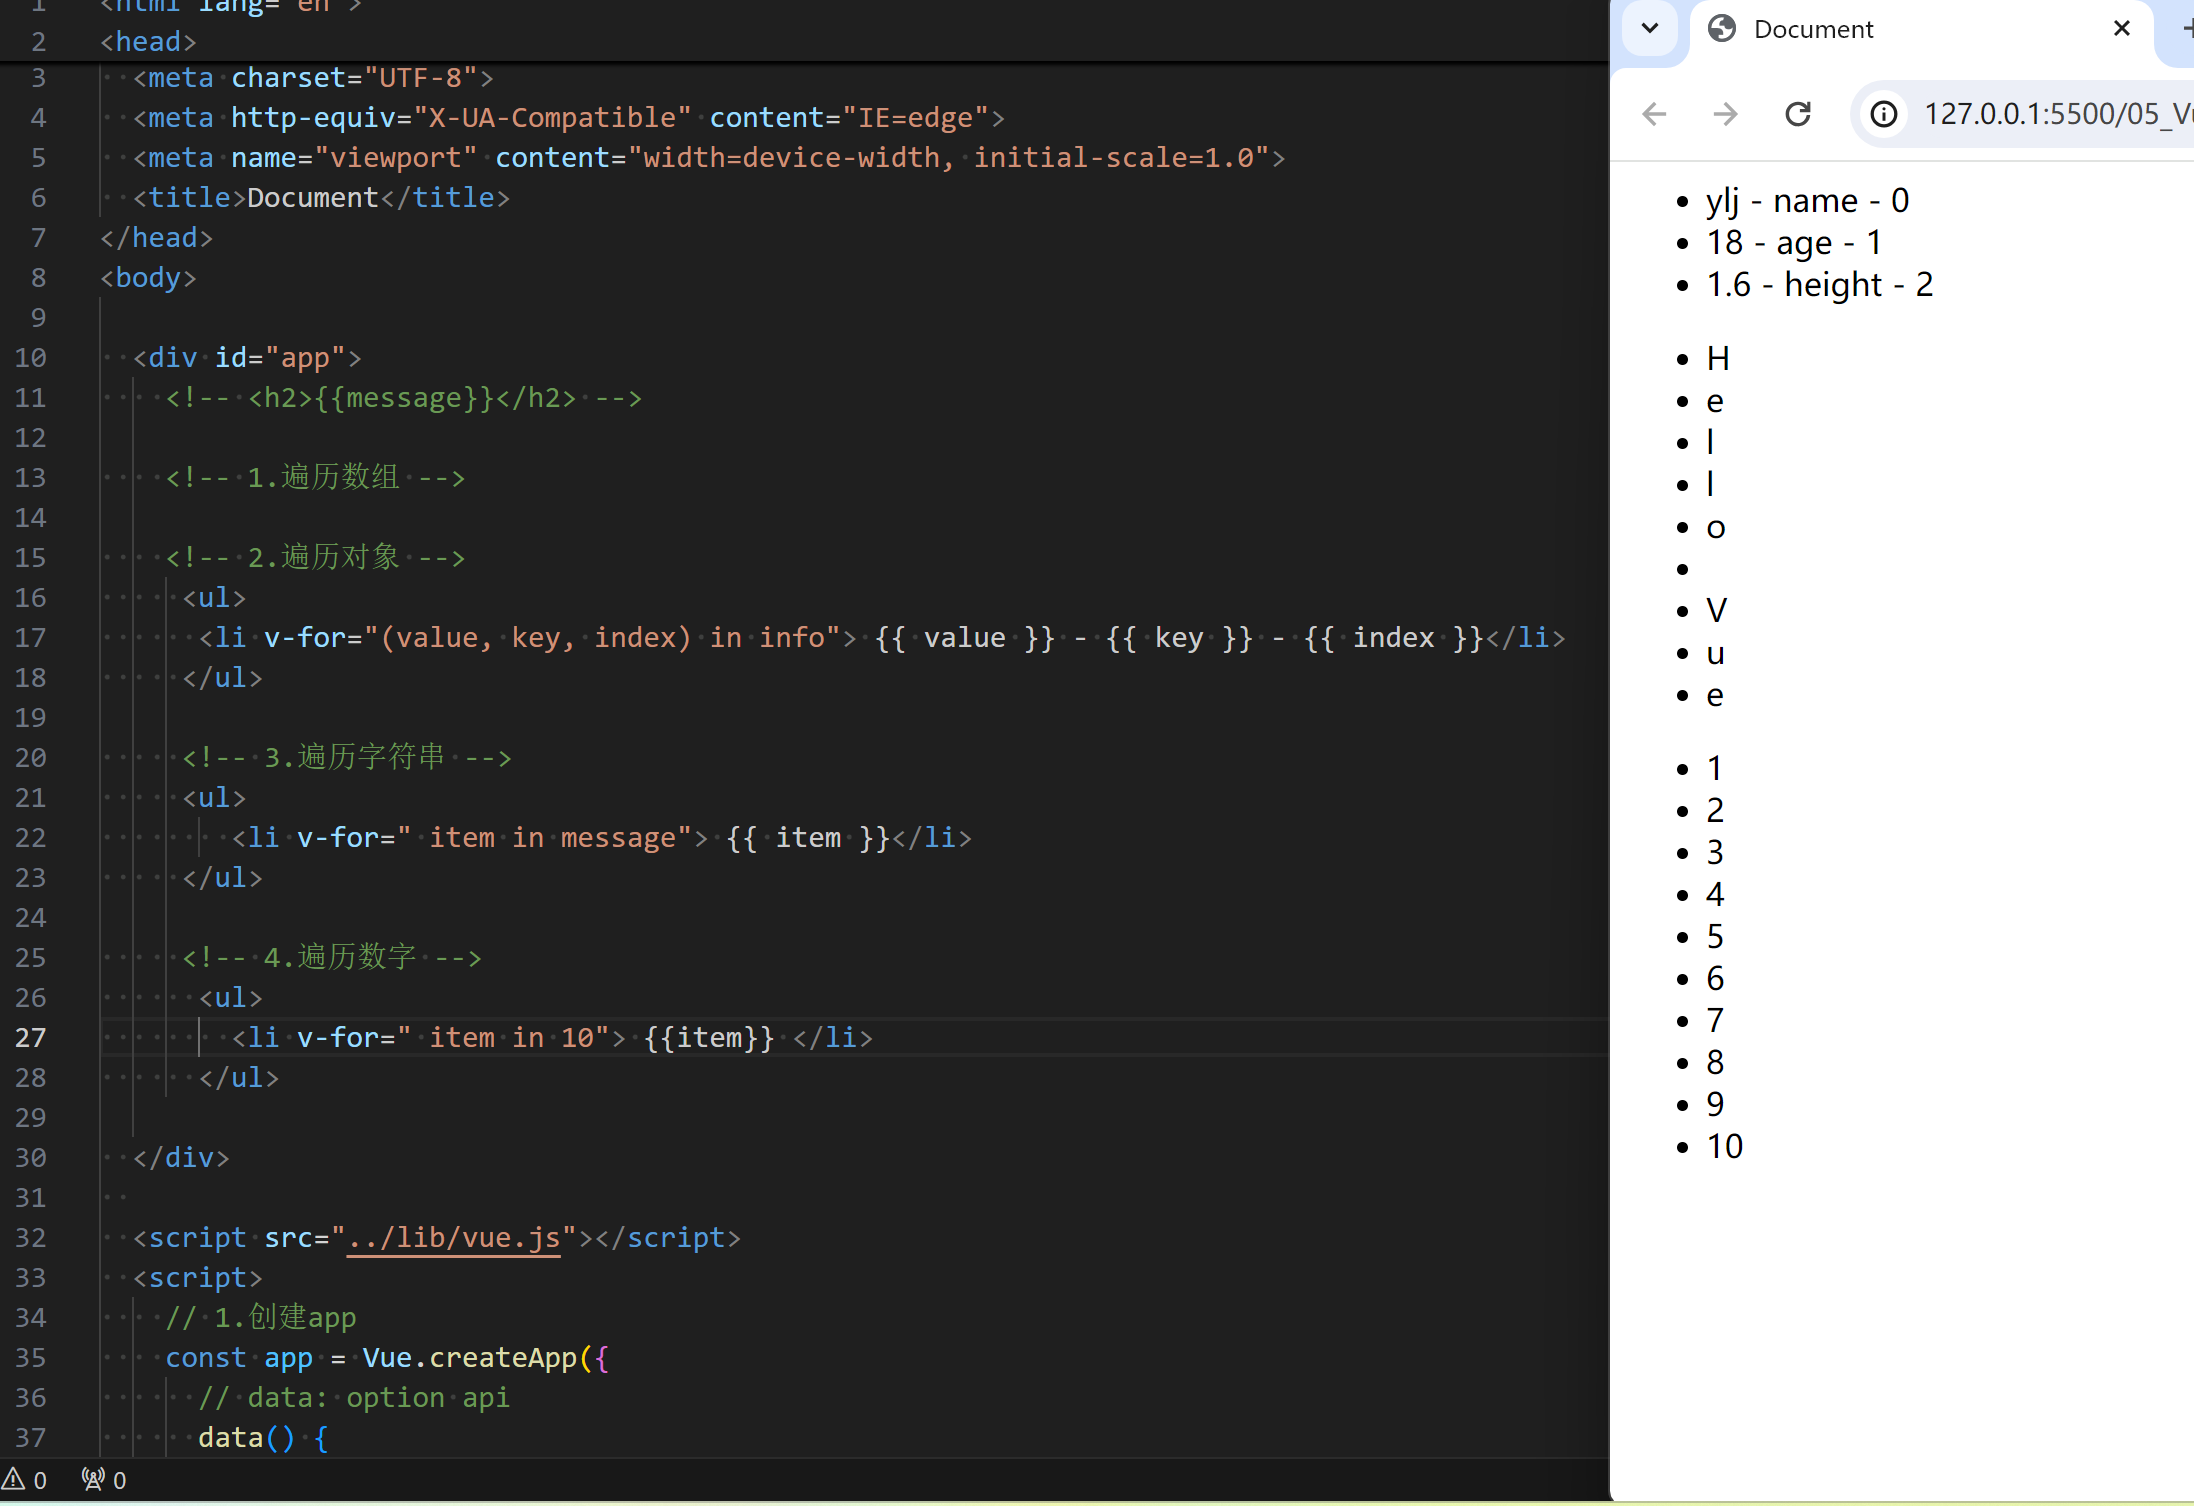 1 <html lang="en">
2 <head>
3 <meta charset="UTF-8">
4 <meta http-equiv="X-UA-Compatible" content="IE=edge">
5 <meta name="viewport" content="width=device-width, initial-scale=1.0">
6 <title>Document</title>
7 </head>
8 <body>
9
10 <div id="app">
11 <!-- <h2>{{message}}</h2> -->
12
13 <!-- 1.遍历数组 -->
14
15 <!-- 2.遍历对象 -->
16 <ul>
17 <li v-for="(value, key, index) in info"> {{ value }} - {{ key }} - {{ index }}</li>
18 </ul>
19
20 <!-- 3.遍历字符串 -->
21 <ul>
22 <li v-for=" item in message"> {{ item }}</li>
23 </ul>
24
25 <!-- 4.遍历数字 -->
26 <ul>
27 <li v-for=" item in 10"> {{item}} </li>
28 </ul>
29
30 </div>
31
32 <script src="../lib/vue.js"></script>
33 <script>
34 // 1.创建app
35 const app = Vue.createApp({
36 // data: option api
37 data() {
0 0
Document
127.0.0.1:5500/05_Vu
ylj - name - 0
18 - age - 1
1.6 - height - 2
H
e
l
l
o
V
u
e
1
2
3
4
5
6
7
8
9
10